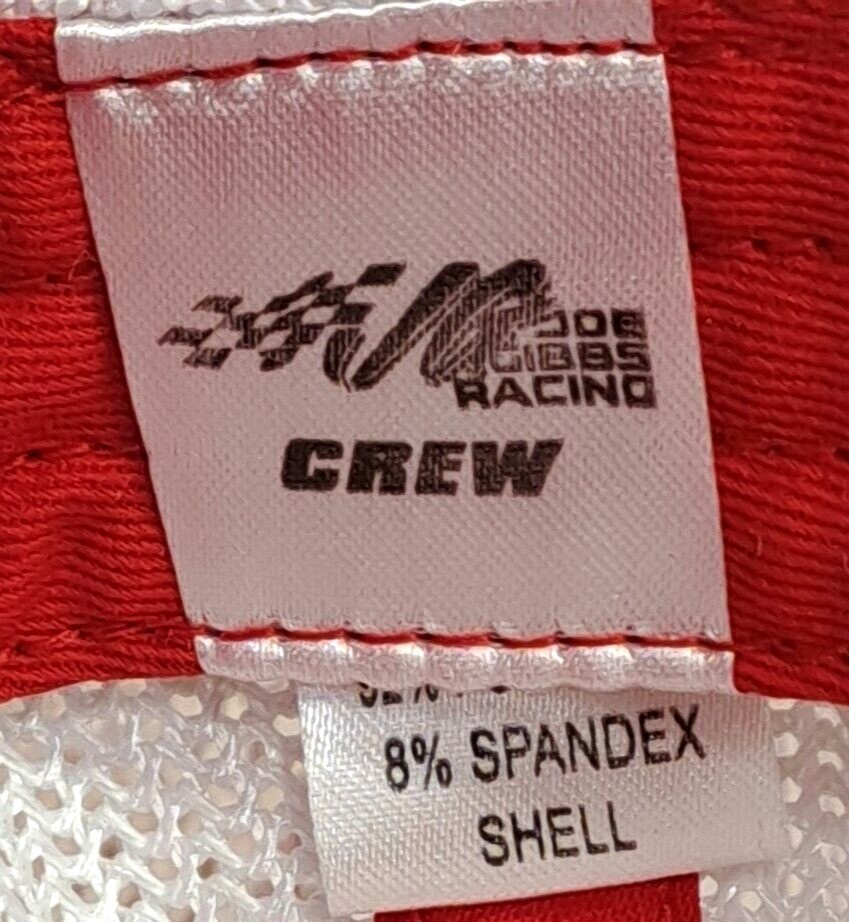 JOE
GIBBS
RACING
CREW
8% SPANDEX
SHELL